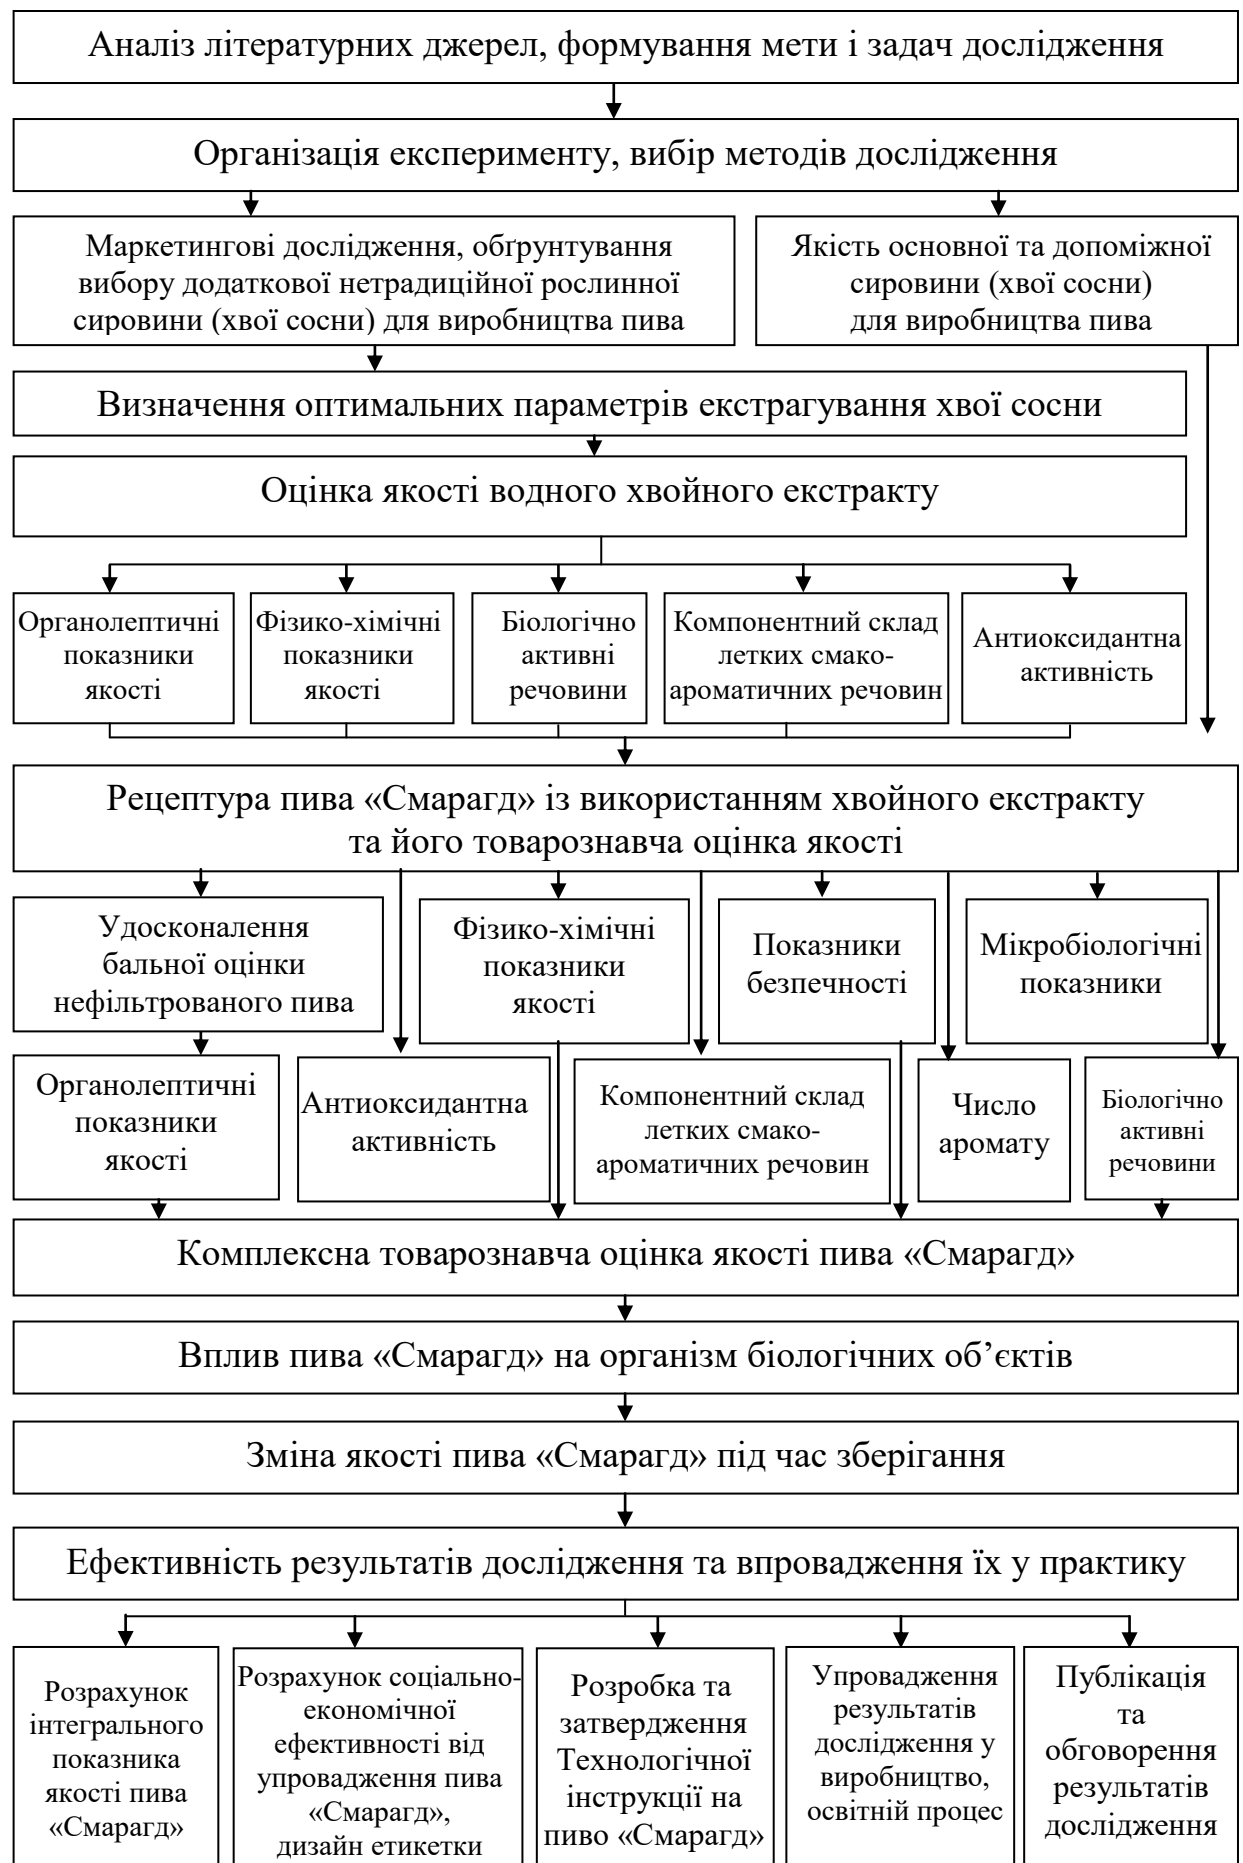 Аналіз літературних джерел, формування мети і задач дослідження
Організація експерименту, вибір методів дослідження
Маркетингові дослідження, обґрунтування
вибору додаткової нетрадиційної рослинної
сировини (хвої сосни) для виробництва пива
Якість основної та допоміжної
сировини (хвої сосни)
для виробництва пива
Визначення оптимальних параметрів екстрагування хвої сосни
Оцінка якості водного хвойного екстракту
Органолептичні
показники
якості
Фізико-хімічні
показники
якості
Біологічно
активні
речовини
Компонентний склад
летких смако-
ароматичних речовин
Антиоксидантна
активність
Рецептура пива «Смарагд» із використанням хвойного екстракту
та його товарознавча оцінка якості
Удосконалення
бальної оцінки
нефільтрованого пива
Фізико-хімічні
показники
якості
Показники
безпечності
Мікробіологічні
показники
Органолептичні
показники
якості
Антиоксидантна
активність
Компонентний склад
летких смако-
ароматичних речовин
Число
аромату
Біологічно
активні
речовини
Комплексна товарознавча оцінка якості пива «Смарагд»
Вплив пива «Смарагд» на організм біологічних об’єктів
Зміна якості пива «Смарагд» під час зберігання
Ефективність результатів дослідження та впровадження їх у практику
Розрахунок
інтегрального
показника
якості пива
«Смарагд»
Розрахунок соціально-
економічної
ефективності від
упровадження пива
«Смарагд»,
дизайн етикетки
Розробка та
затвердження
Технологічної
інструкції на
пиво «Смарагд»
Упровадження
результатів
дослідження у
виробництво,
освітній процес
Публікація
та
обговорення
результатів
дослідження